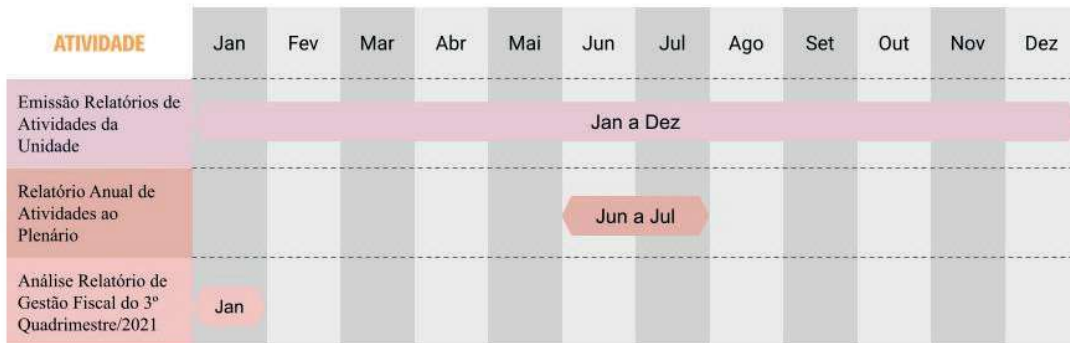 ATIVIDADE Jan Fev Mar Abr Mai Jun Jul Ago Set Out Nov Dez
Emissão Relatórios de
Atividades da
Unidade
Jan a Dez
Relatório Anual de
Atividades ao
Plenário
Jun a Jul
Análise Relatório de
Gestão Fiscal do 3º
Quadrimestre/2021
Jan